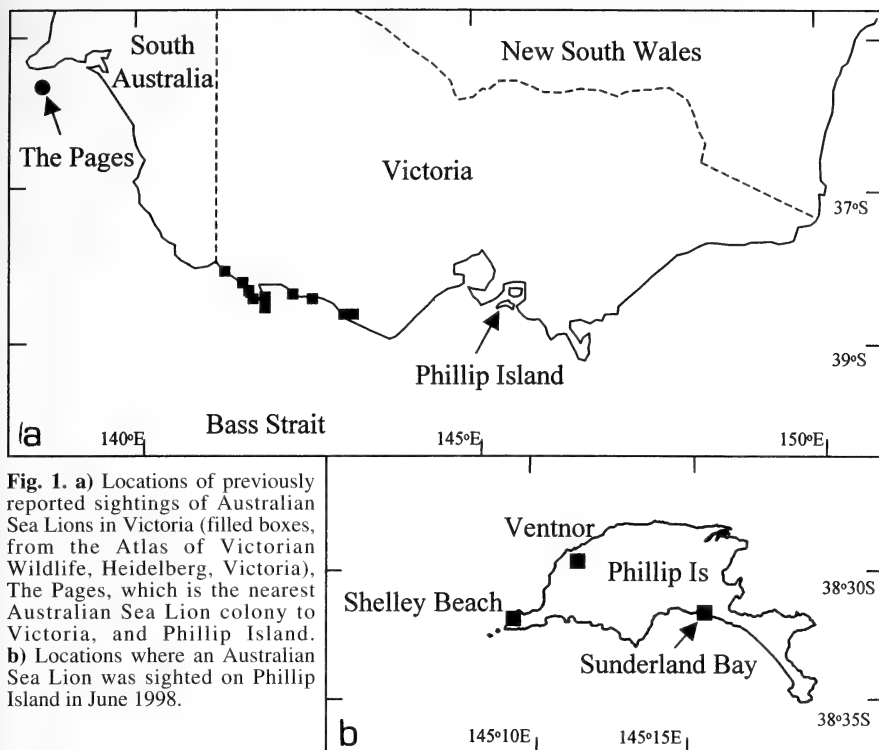 South
Australia
New South Wales
The Pages
Victoria
37°S
Phillip Island
39°S
Bass Strait
a
140°E
145°E
150°E
Fig. 1. a) Locations of previously
reported sightings of Australian
Sea Lions in Victoria (filled boxes,
from the Atlas of Victorian
Wildlife, Heidelberg, Victoria),
The Pages, which is the nearest
Australian Sea Lion colony to
Victoria, and Phillip Island.
b) Locations where an Australian
Sea Lion was sighted on Phillip
Island in June 1998.
Ventnor
Phillip Is
38°30S
Shelley Beach
Sunderland Bay
38°35S
b
145°10E
145°15E